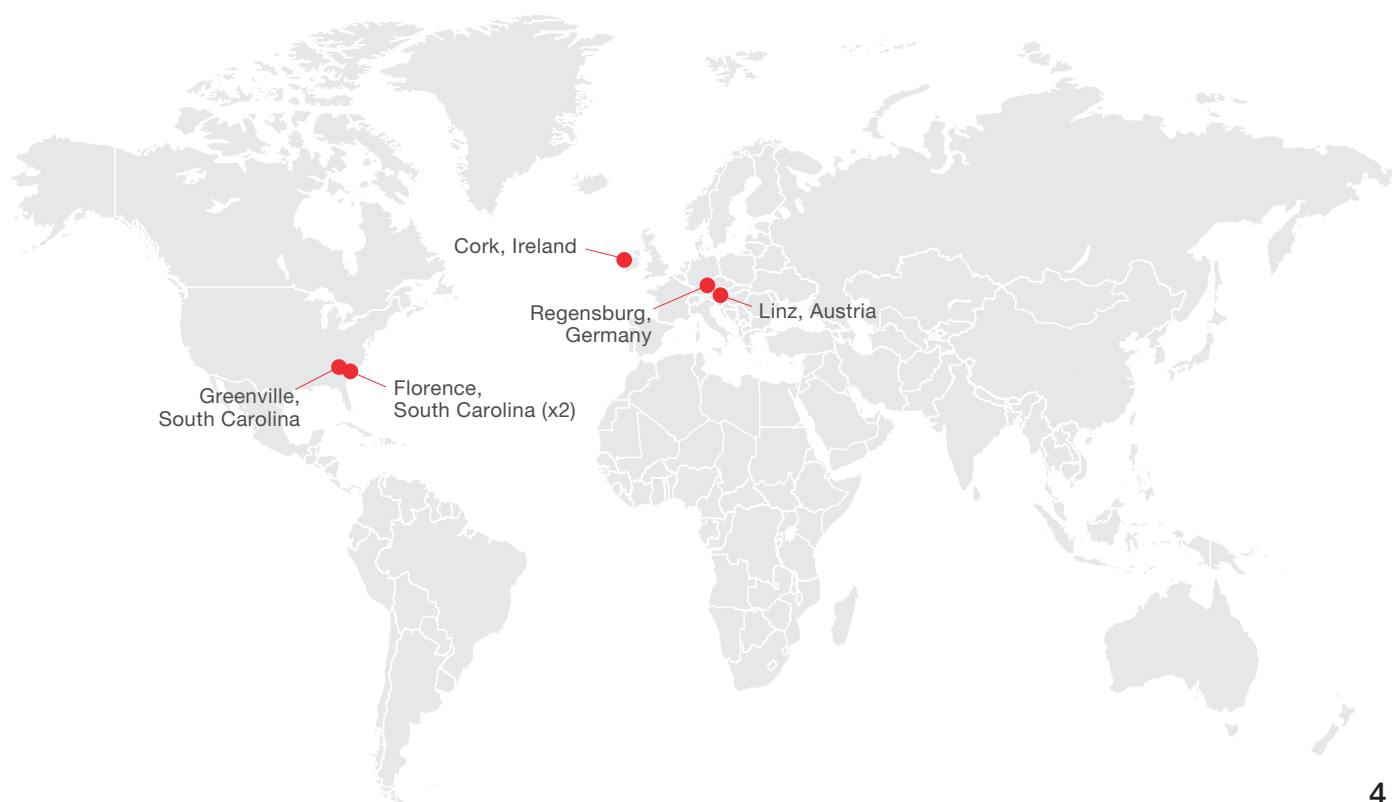 Cork, Ireland
Regensburg,
Germany
Linz, Austria
Greenville,
South Carolina
Florence,
South Carolina (x2)
4